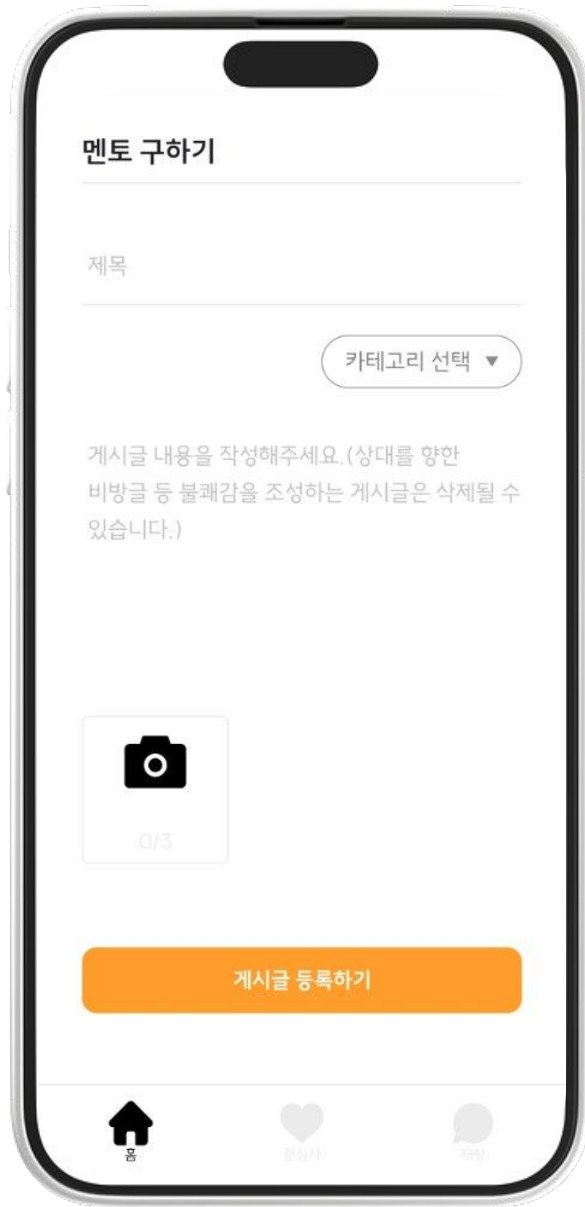 멘토 구하기
제목
카테고리 선택 ▼
게시글 내용을 작성해주세요.(상대를 향한
비방글 등 불쾌감을 조성하는 게시글은 삭제될 수
있습니다.)
0/3
게시글 등록하기
홈
관심사
채팅